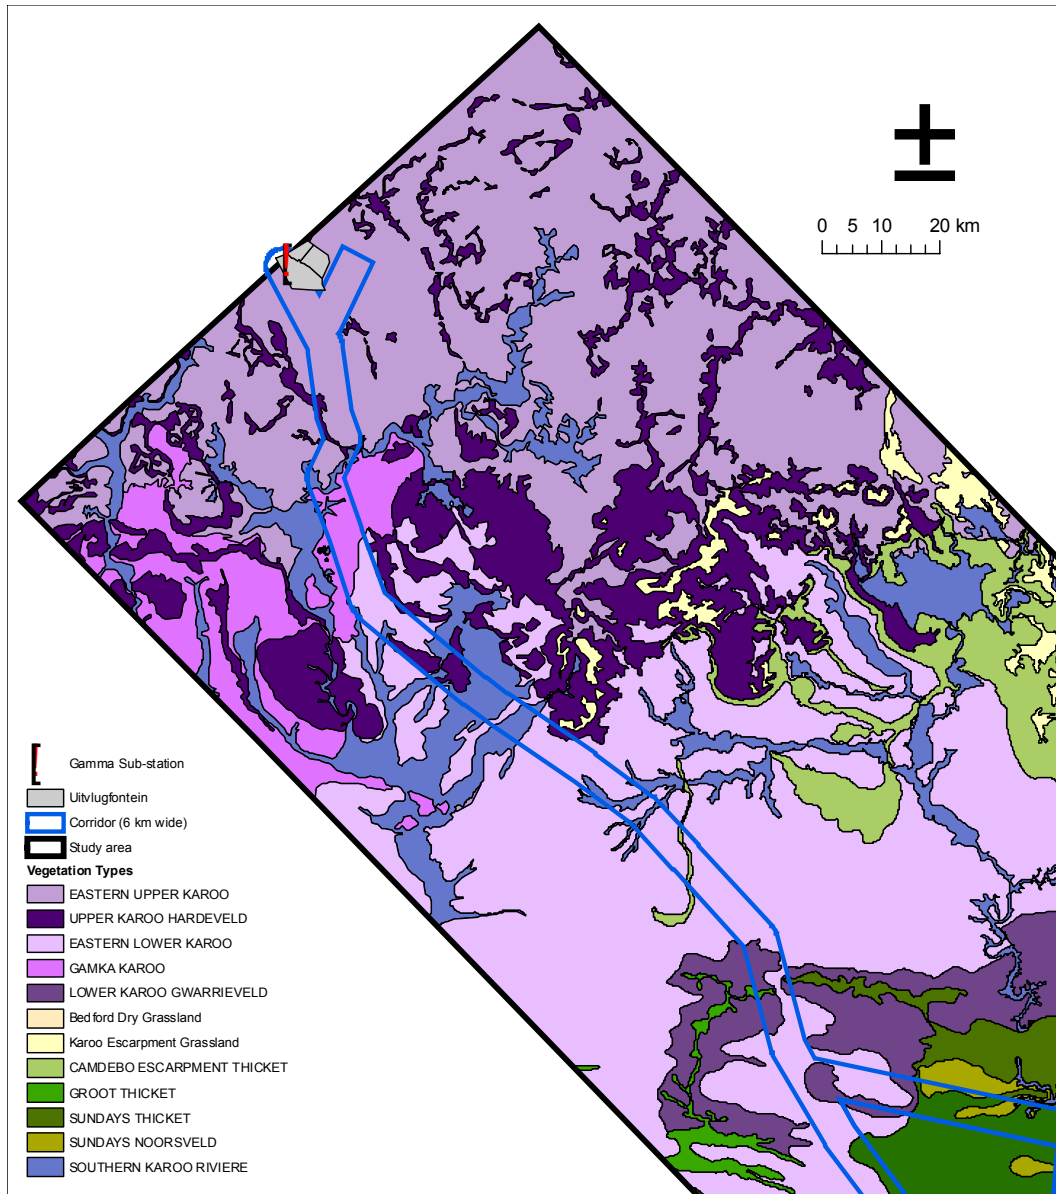 0 5 10 20 km
Gamma Sub-station
Uitvlugfontein
Corridor (6 km wide)
Study area
Vegetation Types
EASTERN UPPER KAROO
UPPER KAROO HARDEVELD
EASTERN LOWER KAROO
GAMKA KAROO
LOWER KAROO GWARRIEVELD
Bedford Dry Grassland
Karoo Escarpment Grassland
CAMDEBO ESCARPMENT THICKET
GROOT THICKET
SUNDAYS THICKET
SUNDAYS NOORSVELD
SOUTHERN KAROO RIVIERE